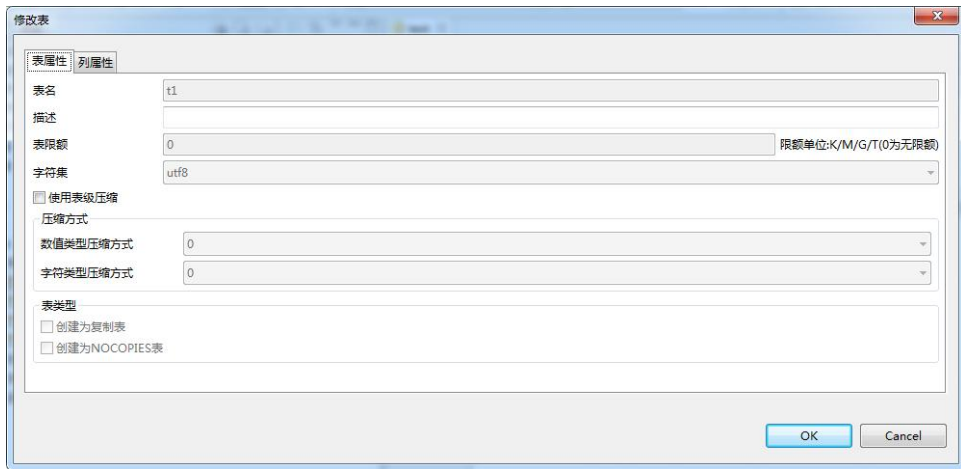 修改表
表属性 列属性
表名 t1
描述
表限额 0 限额单位:K/M/G/T(0为无限额)
字符集 utf8
使用表级压缩
压缩方式
数值类型压缩方式 0
字符类型压缩方式 0
表类型
创建为复制表
创建为NOCOPIES表
OK Cancel